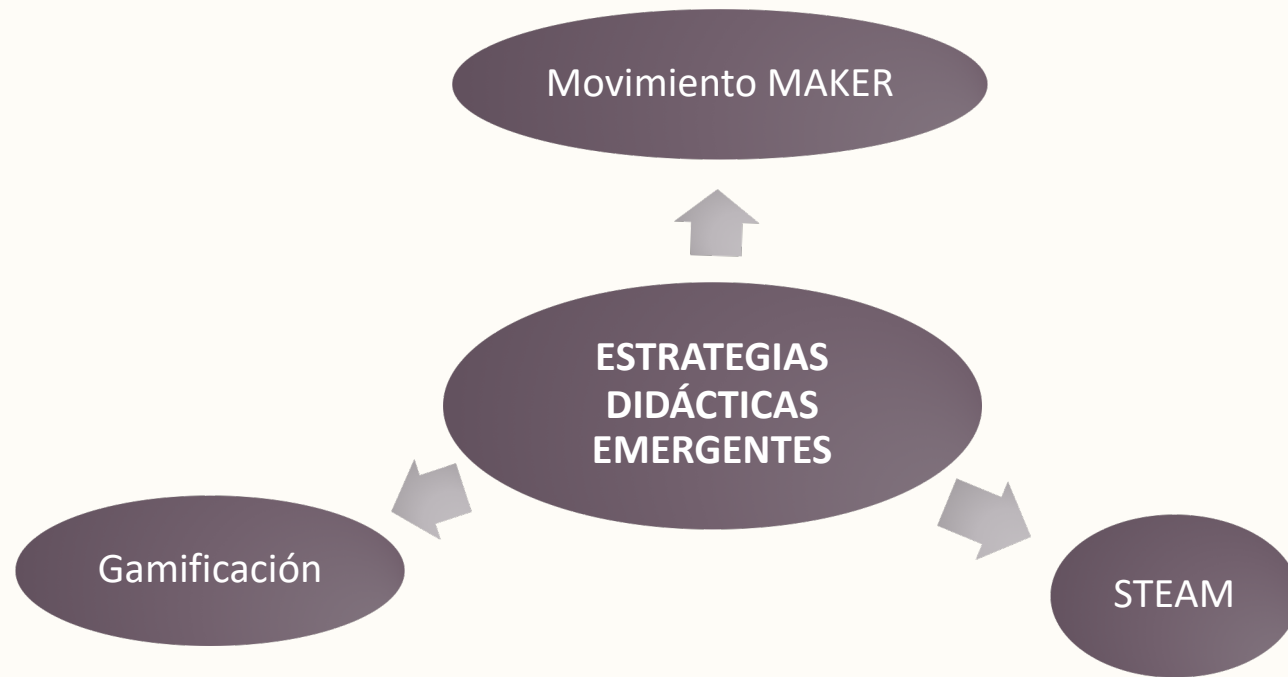 Movimiento MAKER
ESTRATEGIAS
DIDÁCTICAS
EMERGENTES
Gamificación
STEAM